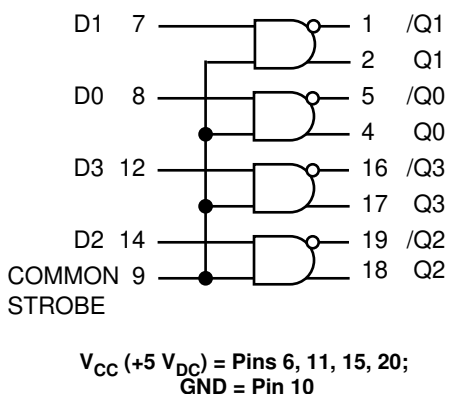 D1 7 1 /Q1
2 Q1
D0 8 5 /Q0
4 Q0
D3 12 16 /Q3
17 Q3
D2 14 19 /Q2
COMMON 9 18 Q2
STROBE
VCC (+5 VDC) = Pins 6, 11, 15, 20;
GND = Pin 10